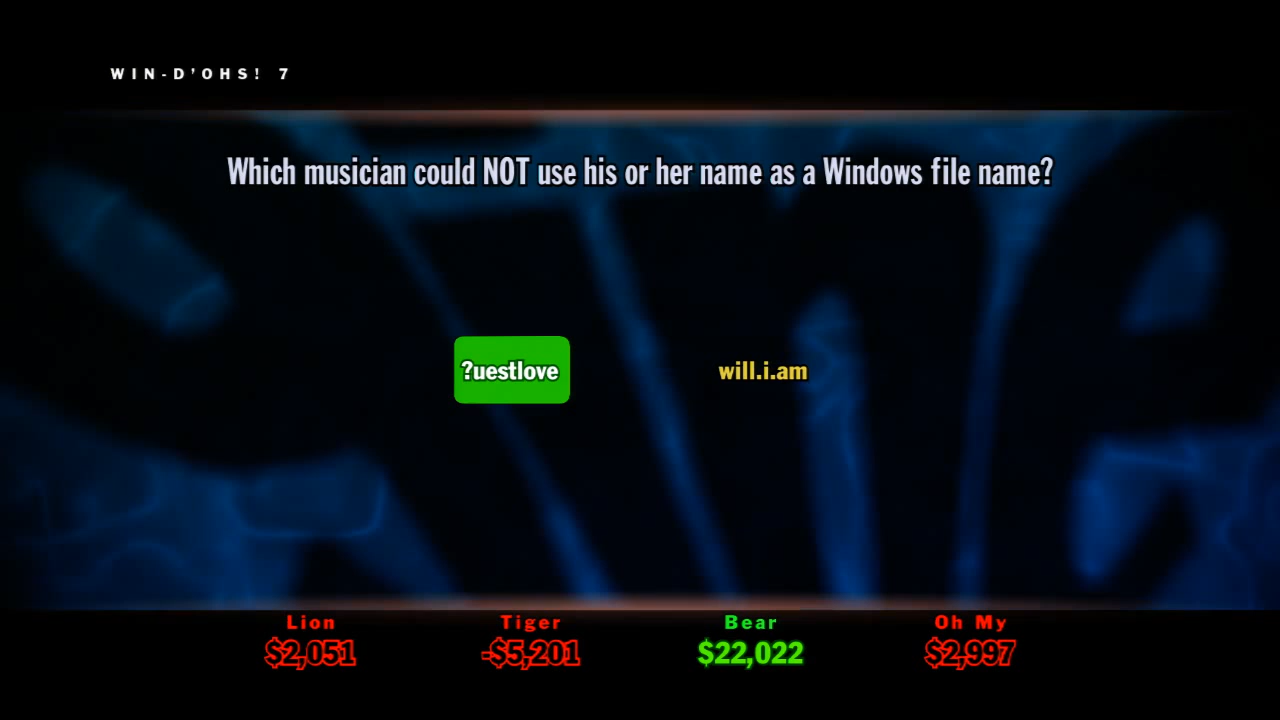 WIN-D'OHS! 7
Which musician could NOT use his or her name as a Windows file name?
?uestlove will.i.am
Lion Tiger Bear Oh My
$2,051 -$5,201 $22,022 $2,997